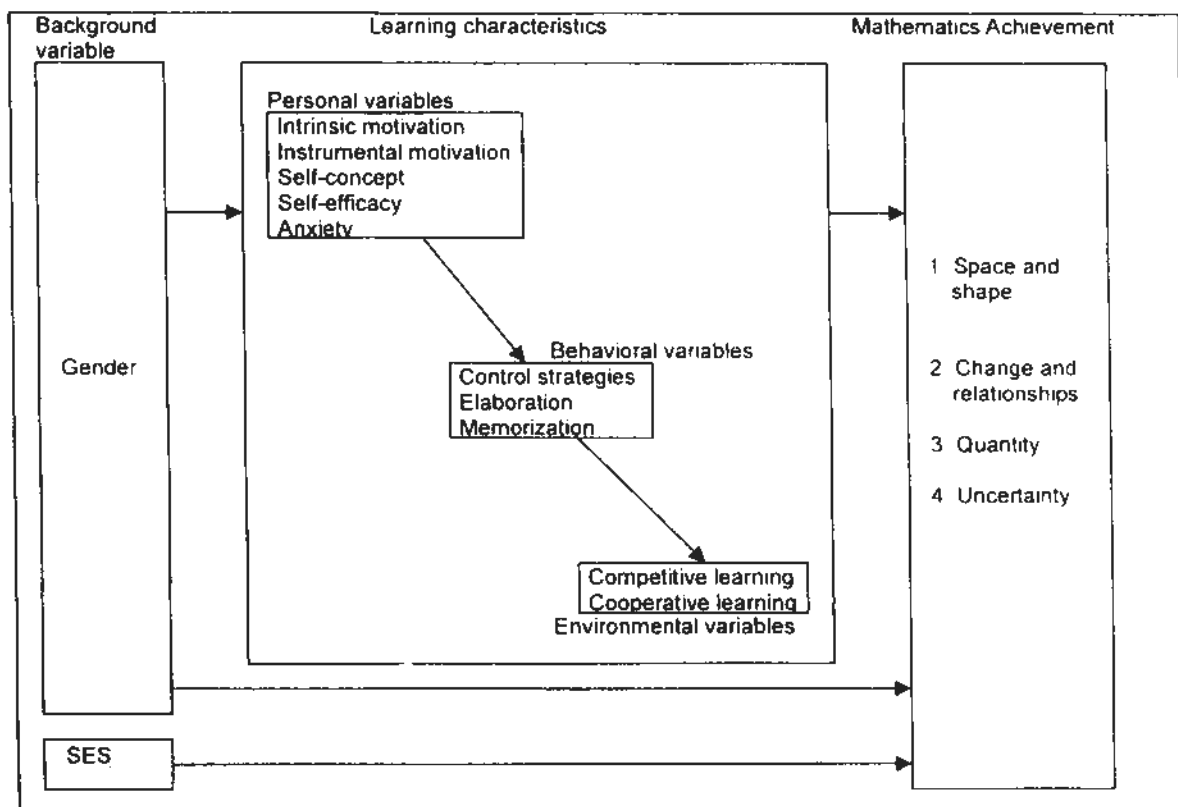 Background
variable
Learning characteristics
Mathematics Achievement
Personal variables
Intrinsic motivation
Instrumental motivation
Self-concept
Self-efficacy
Anxiety
Gender
Behavioral variables
Control strategies
Elaboration
Memorization
Competitive learning
Cooperative learning
Environmental variables
1 Space and
shape
2 Change and
relationships
3 Quantity
4 Uncertainty
SES